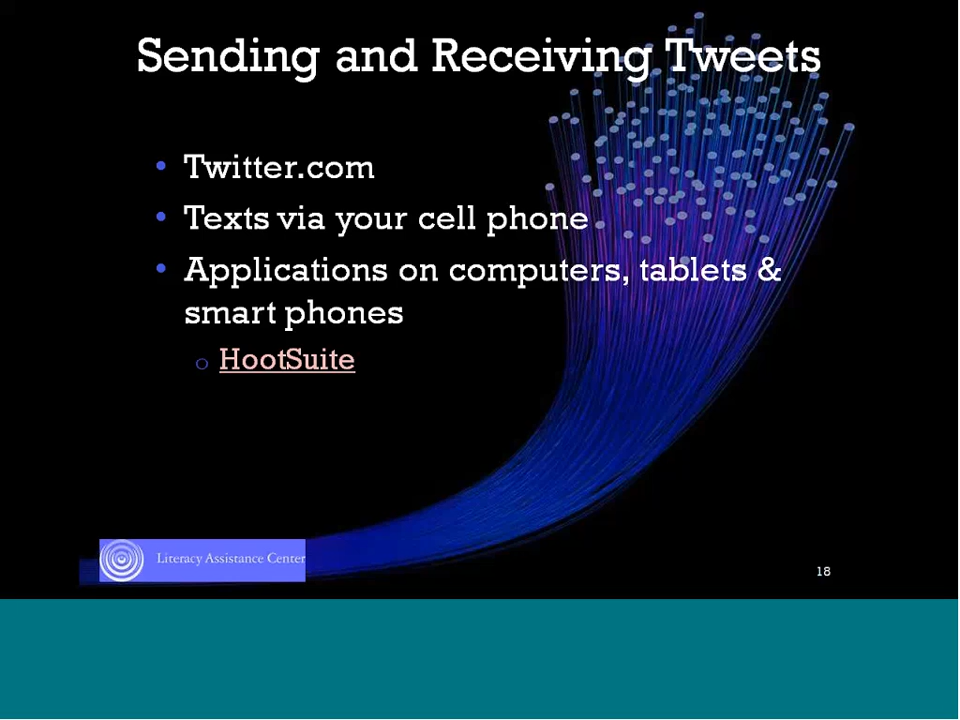 Sending and Receiving Tweets
• Twitter.com
• Texts via your cell phone
• Applications on computers, tablets &
smart phones
o HootSuite
Literacy Assistance Center
18